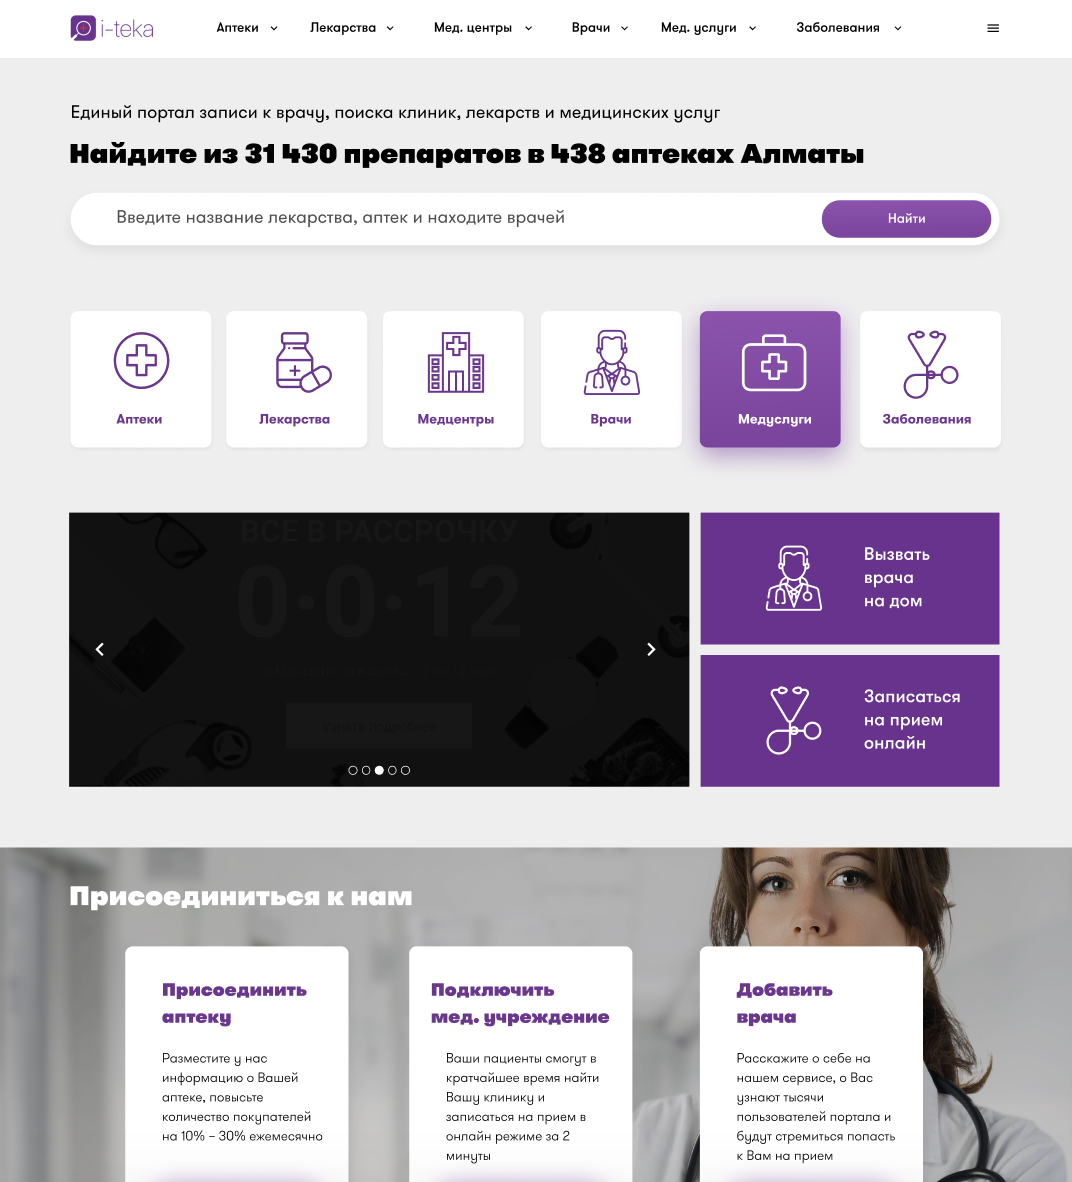 i-teka
Аптеки
Лекарства
Мед. центры
Врачи
Мед. услуги
Заболевания
Единый портал записи к врачу, поиска клиник, лекарств и медицинских услуг
Найдите из 31 430 препаратов в 438 аптеках Алматы
Введите название лекарства, аптек и находите врачей
Найти
Аптеки
Лекарства
Медцентры
Врачи
Медуслуги
Заболевания
ВСЕ В РАССРОЧКУ
0·0·12
Узнать подробнее
Вызвать
врача
на дом
Записаться
на прием
онлайн
Присоединиться к нам
Присоединить
аптеку
Разместите у нас
информацию о Вашей
аптеке, повысьте
количество покупателей
на 10% – 30% ежемесячно
Подключить
мед. учреждение
Ваши пациенты смогут в
кратчайшее время найти
Вашу клинику и
записаться на прием в
онлайн режиме за 2
минуты
Добавить
врача
Расскажите о себе на
нашем сервисе, о Вас
узнают тысячи
пользователей портала и
будут стремиться попасть
к Вам на прием